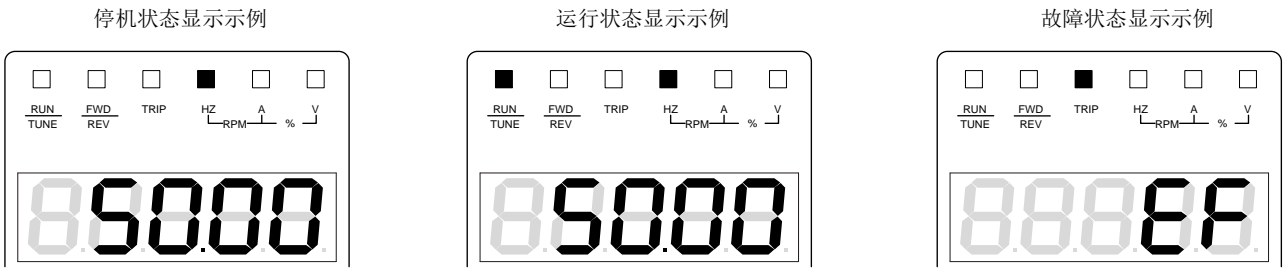 停机状态显示示例
RUN FWD TRIP HZ A V
TUNE REV RPM %
50.00
运行状态显示示例
RUN FWD TRIP HZ A V
TUNE REV RPM %
50.00
故障状态显示示例
RUN FWD TRIP HZ A V
TUNE REV RPM %
EF